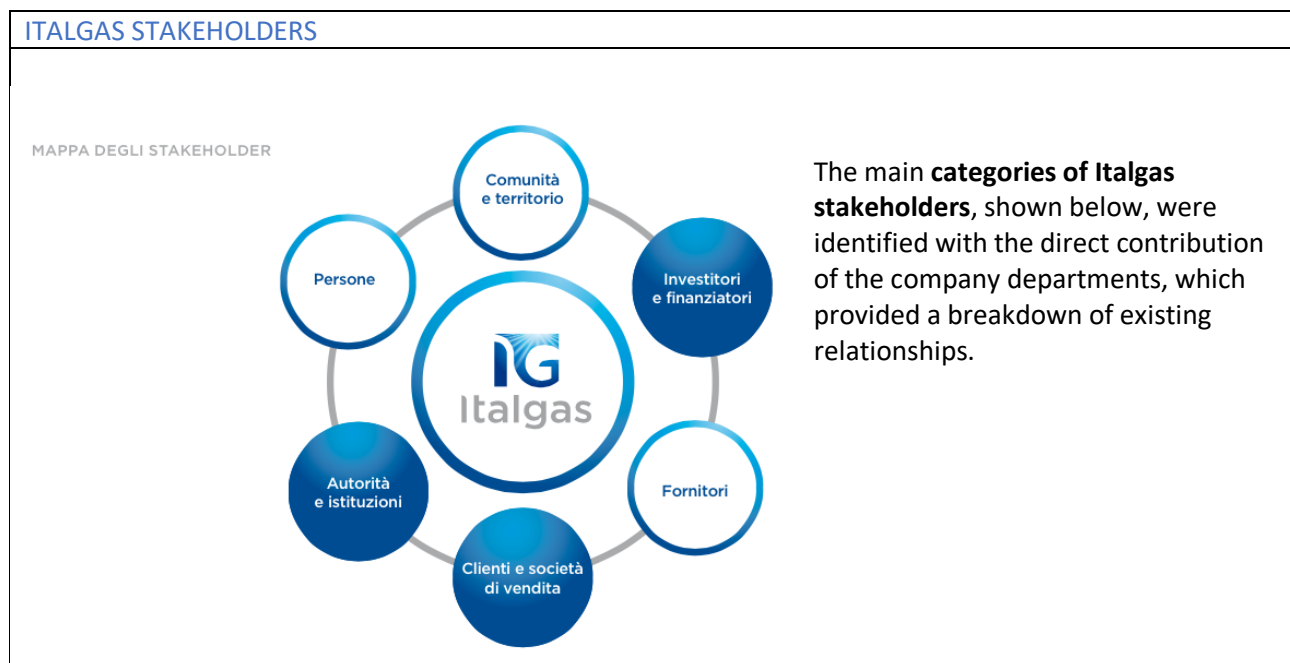 ITALGAS STAKEHOLDERS
MAPPA DEGLI STAKEHOLDER
Comunità
e territorio
Persone
Investitori
e finanziatori
IG
Italgas
Autorità
e istituzioni
Fornitori
Clienti e società
di vendita
The main categories of Italgas
stakeholders, shown below, were
identified with the direct contribution
of the company departments, which
provided a breakdown of existing
relationships.